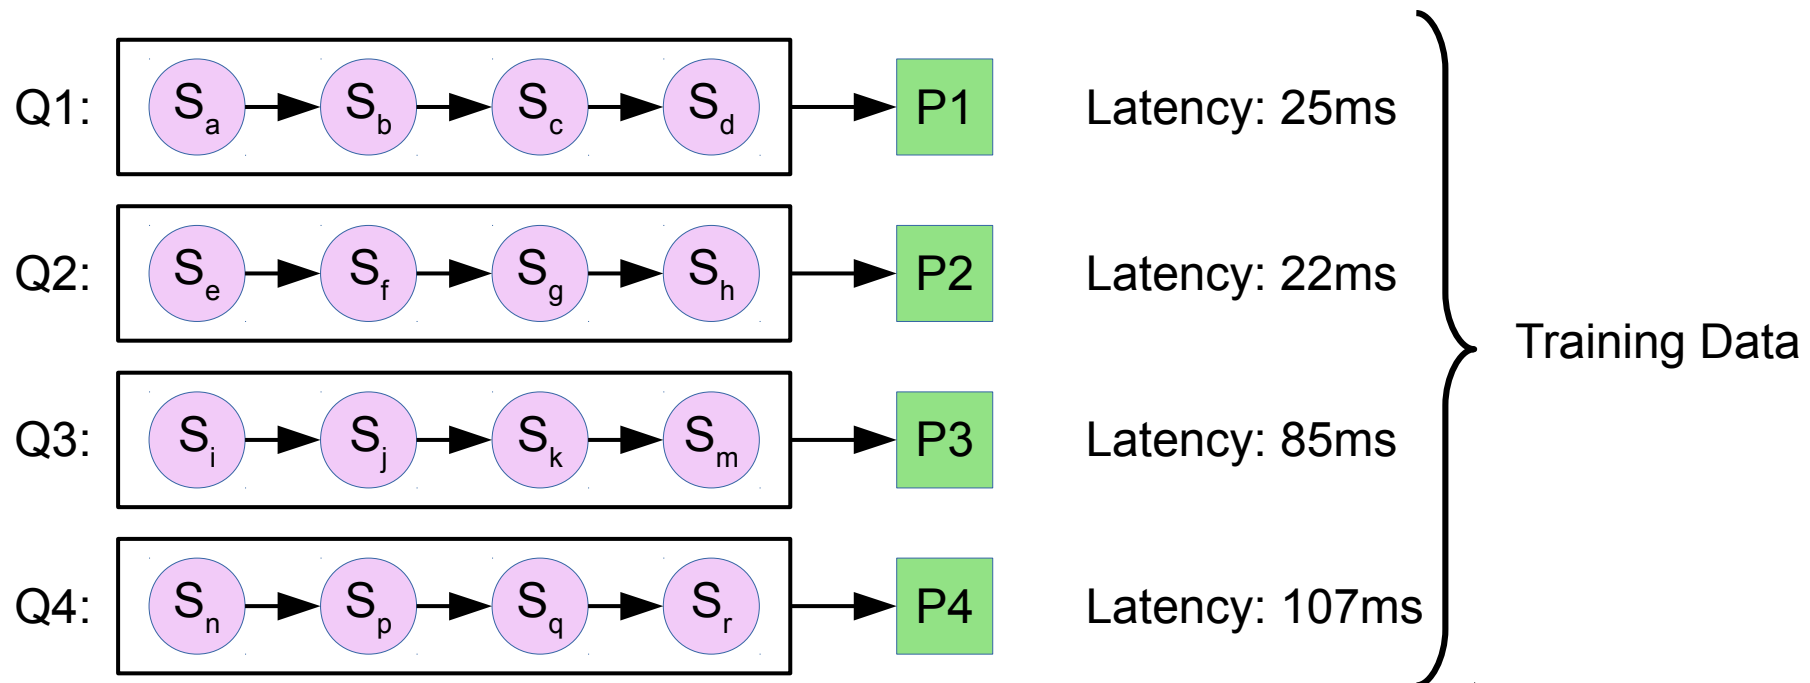 Q1: Sa Sb Sc Sd P1 Latency: 25ms
Q2: Se Sf Sg Sh P2 Latency: 22ms
Training Data
Q3: Si Sj Sk Sm P3 Latency: 85ms
Q4: Sn Sp Sq Sr P4 Latency: 107ms